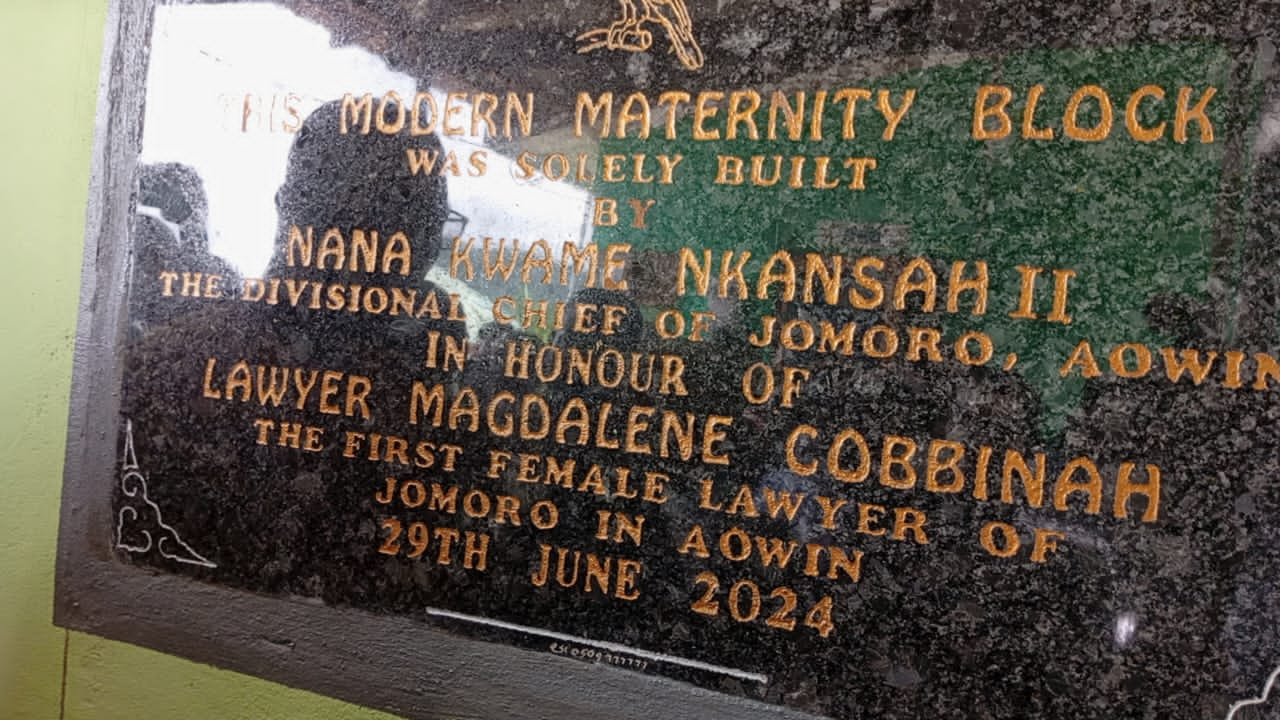 THIS MODERN MATERNITY BLOCK
WAS SOLELY BUILT
BY
NANA KWAME NKANSAH II
THE DIVISIONAL CHIEF OF JOMORO, AOWIN
IN HONOUR OF
LAWYER MAGDALENE COBBINAH
THE FIRST FEMALE LAWYER OF
JOMORO IN AOWIN
29TH JUNE 2024